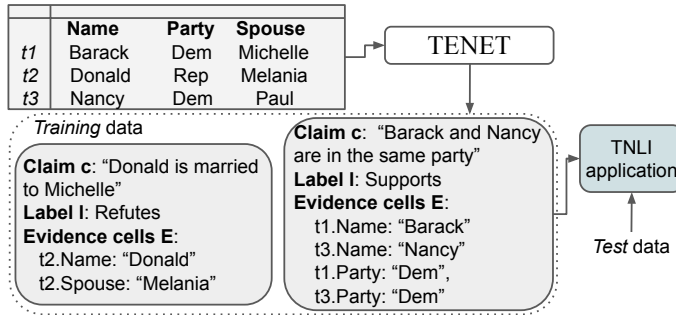 Name Party Spouse
t1 Barack Dem Michelle
t2 Donald Rep Melania
t3 Nancy Dem Paul
TENET
Training data
Claim c: “Donald is married
to Michelle”
Label l: Refutes
Evidence cells E:
t2.Name: “Donald”
t2.Spouse: “Melania”
Claim c: “Barack and Nancy
are in the same party”
Label l: Supports
Evidence cells E:
t1.Name: “Barack”
t3.Name: “Nancy”
t1.Party: “Dem”,
t3.Party: “Dem”
TNLI
application
Test data